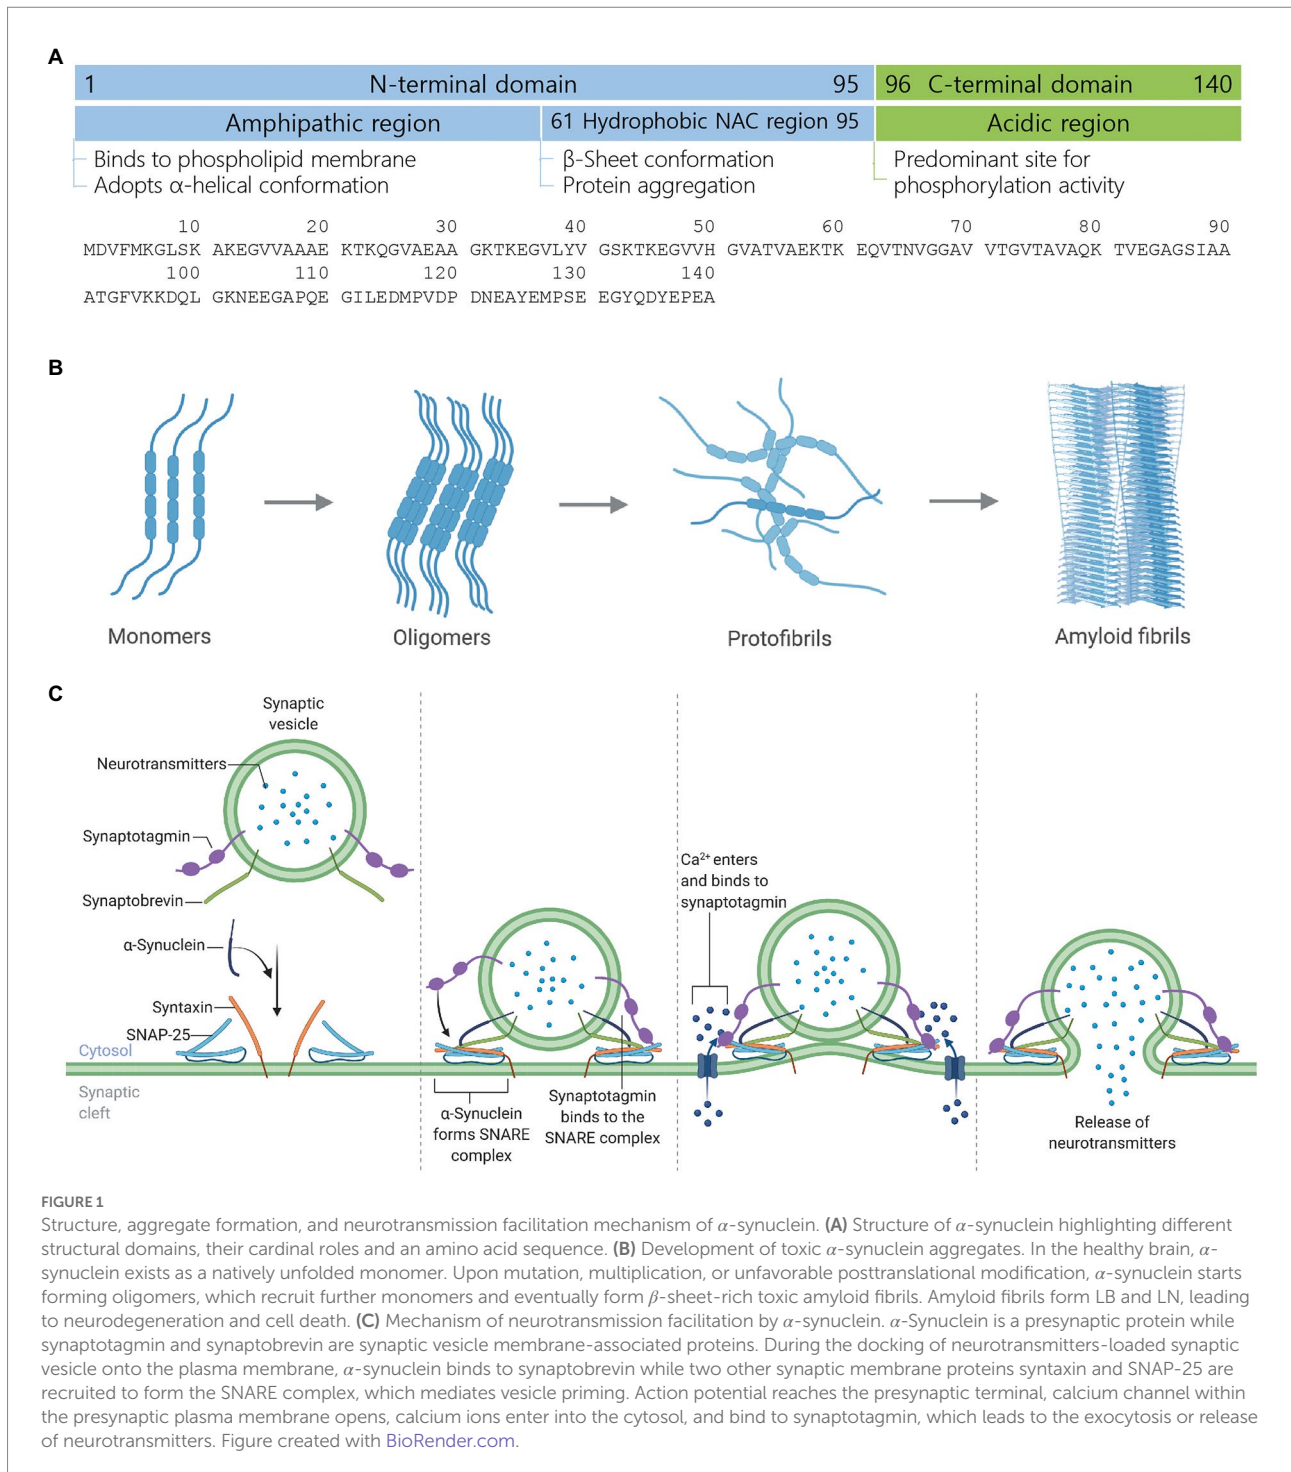 A
1 N-terminal domain 95 96 C-terminal domain 140
Amphipathic region 61 Hydrophobic NAC region 95 Acidic region
Binds to phospholipid membrane β-Sheet conformation Predominant site for
Adopts α-helical conformation Protein aggregation phosphorylation activity
10 20 30 40 50 60 70 80 90
MDVFMKGLSK AKEGVVAAAE KTKQGVAEAA GKTKEGVLYV GSKTKEGVVH GVATVAEKTK EQVTNVGGAV VTGVTAVAQK TVEGAGSIAA
100 110 120 130 140
ATGFVKKDQL GKNEEGAPQE GILEDMPVDP DNEAYEMPSE EGYQDYEPEA
B
Monomers Oligomers Protofibrils Amyloid fibrils
C
Synaptic
vesicle
Neurotransmitters
Synaptotagmin
Synaptobrevin
α-Synuclein
Syntaxin
SNAP-25
Cytosol
Synaptic
cleft
α-Synuclein
forms SNARE
complex
Synaptotagmin
binds to the
SNARE complex
Ca²⁺ enters
and binds to
synaptotagmin
Release of
neurotransmitters
FIGURE 1
Structure, aggregate formation, and neurotransmission facilitation mechanism of α-synuclein. (A) Structure of α-synuclein highlighting different
structural domains, their cardinal roles and an amino acid sequence. (B) Development of toxic α-synuclein aggregates. In the healthy brain, α-
synuclein exists as a natively unfolded monomer. Upon mutation, multiplication, or unfavorable posttranslational modification, α-synuclein starts
forming oligomers, which recruit further monomers and eventually form β-sheet-rich toxic amyloid fibrils. Amyloid fibrils form LB and LN, leading
to neurodegeneration and cell death. (C) Mechanism of neurotransmission facilitation by α-synuclein. α-Synuclein is a presynaptic protein while
synaptotagmin and synaptobrevin are synaptic vesicle membrane-associated proteins. During the docking of neurotransmitters-loaded synaptic
vesicle onto the plasma membrane, α-synuclein binds to synaptobrevin while two other synaptic membrane proteins syntaxin and SNAP-25 are
recruited to form the SNARE complex, which mediates vesicle priming. Action potential reaches the presynaptic terminal, calcium channel within
the presynaptic plasma membrane opens, calcium ions enter into the cytosol, and bind to synaptotagmin, which leads to the exocytosis or release
of neurotransmitters. Figure created with BioRender.com.